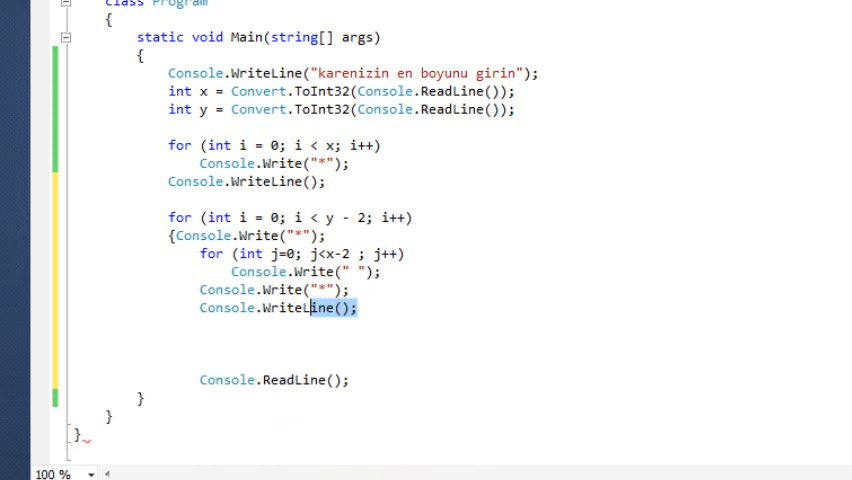 class Program
{
static void Main(string[] args)
{
Console.WriteLine("karenizin en boyunu girin");
int x = Convert.ToInt32(Console.ReadLine());
int y = Convert.ToInt32(Console.ReadLine());
for (int i = 0; i < x; i++)
Console.Write("*");
Console.WriteLine();
for (int i = 0; i < y - 2; i++)
{Console.Write("*");
for (int j=0; j<x-2 ; j++)
Console.Write(" ");
Console.Write("*");
Console.WriteLine();
Console.ReadLine();
}
}
}
100 %